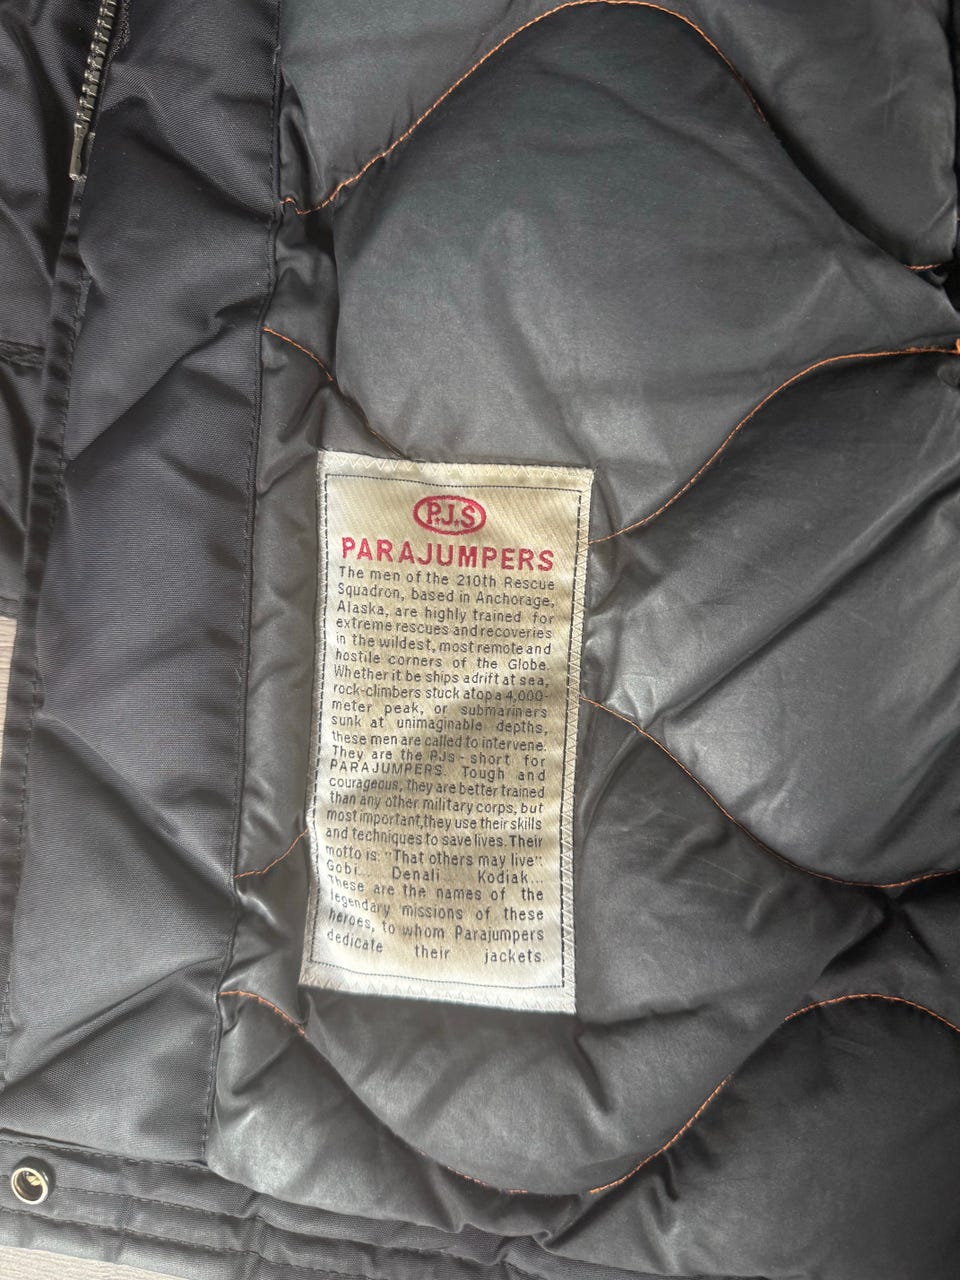 P.J.S
PARAJUMPERS
The men of the 210th Rescue
Squadron, based in Anchorage,
Alaska, are highly trained for
extreme rescues and recoveries
in the wildest, most remote and
hostile corners of the Globe.
Whether it be ships adrift at sea,
rock-climbers stuck atop a 4,000-
meter peak, or submariners
sunk at unimaginable depths,
these men are called to intervene.
They are the PJs - short for
PARAJUMPERS. Tough and
courageous, they are better trained
than any other military corps, but
most important, they use their skills
and techniques to save lives. Their
motto is: "That others may live".
Gobi... Denali Kodiak...
These are the names of the
legendary missions of these
heroes, to whom Parajumpers
dedicate their jackets.